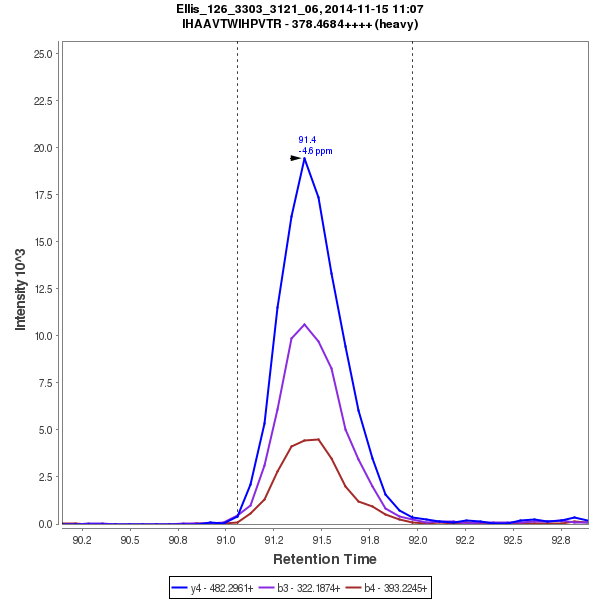 Ellis_126_3303_3121_06, 2014-11-15 11:07
IHAAVTWIHPVTR - 378.4684++++ (heavy)
25.0
22.5
20.0
17.5
15.0
12.5
10.0
7.5
5.0
2.5
0.0
Intensity 10^3
91.4
-4.6 ppm
90.2 90.5 90.8 91.0 91.2 91.5 91.8 92.0 92.2 92.5 92.8
Retention Time
y4 - 482.2961+ b3 - 322.1874+ b4 - 393.2245+